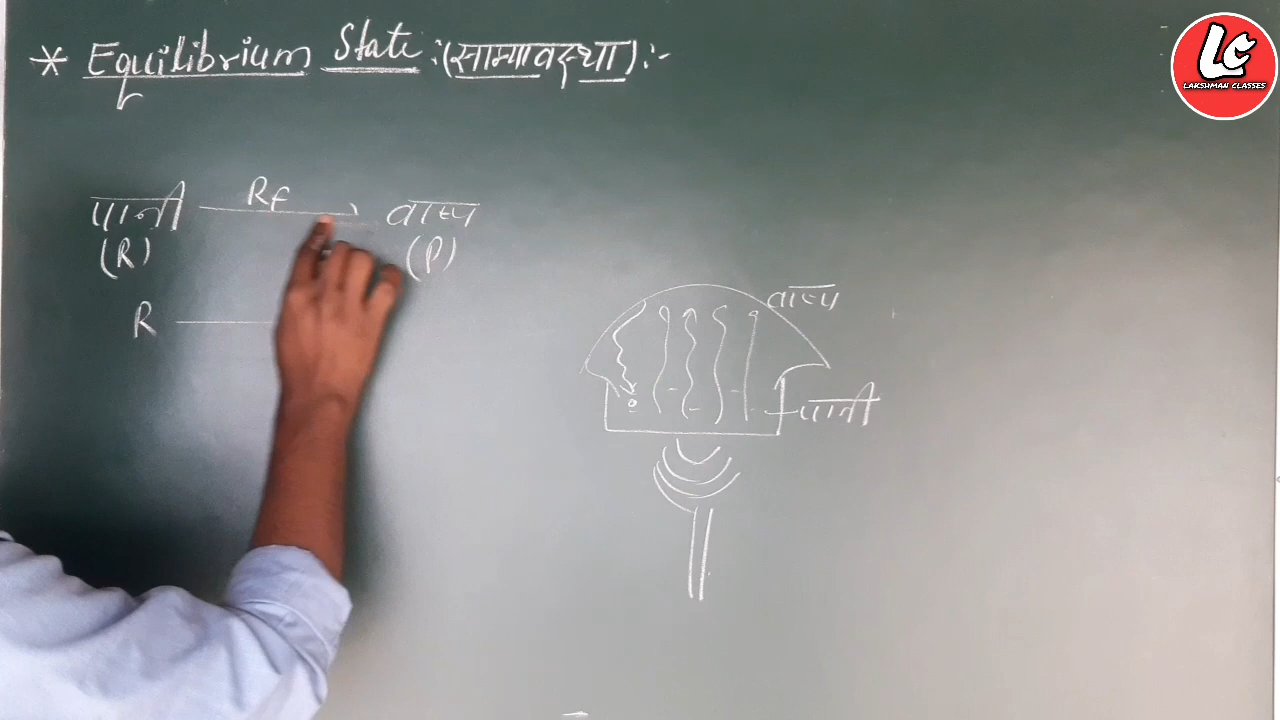 * Equilibrium State :(साम्यावस्था):-
LC
LAKSHMAN CLASSES
पानी Rf वाष्प
(R) (P)
R
वाष्प
पानी